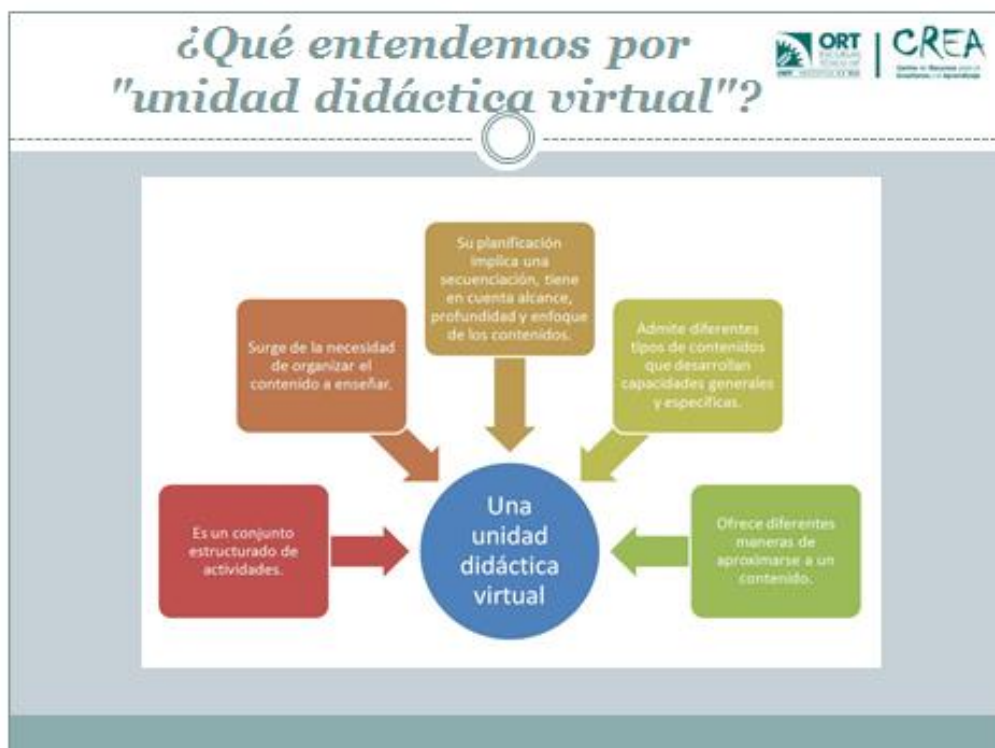 ¿Qué entendemos por
"unidad didáctica virtual"?
ORT
CREA
Su planificación
implica una
secuenciación, tiene
en cuenta alcance,
profundidad y enfoque
de los contenidos.
Surge de la necesidad
de organizar el
contenido a enseñar.
Admite diferentes
tipos de contenidos
que desarrollan
capacidades generales
y específicas.
Es un conjunto
estructurado de
actividades.
Una
unidad
didáctica
virtual
Ofrece diferentes
maneras de
aproximarse a un
contenido.